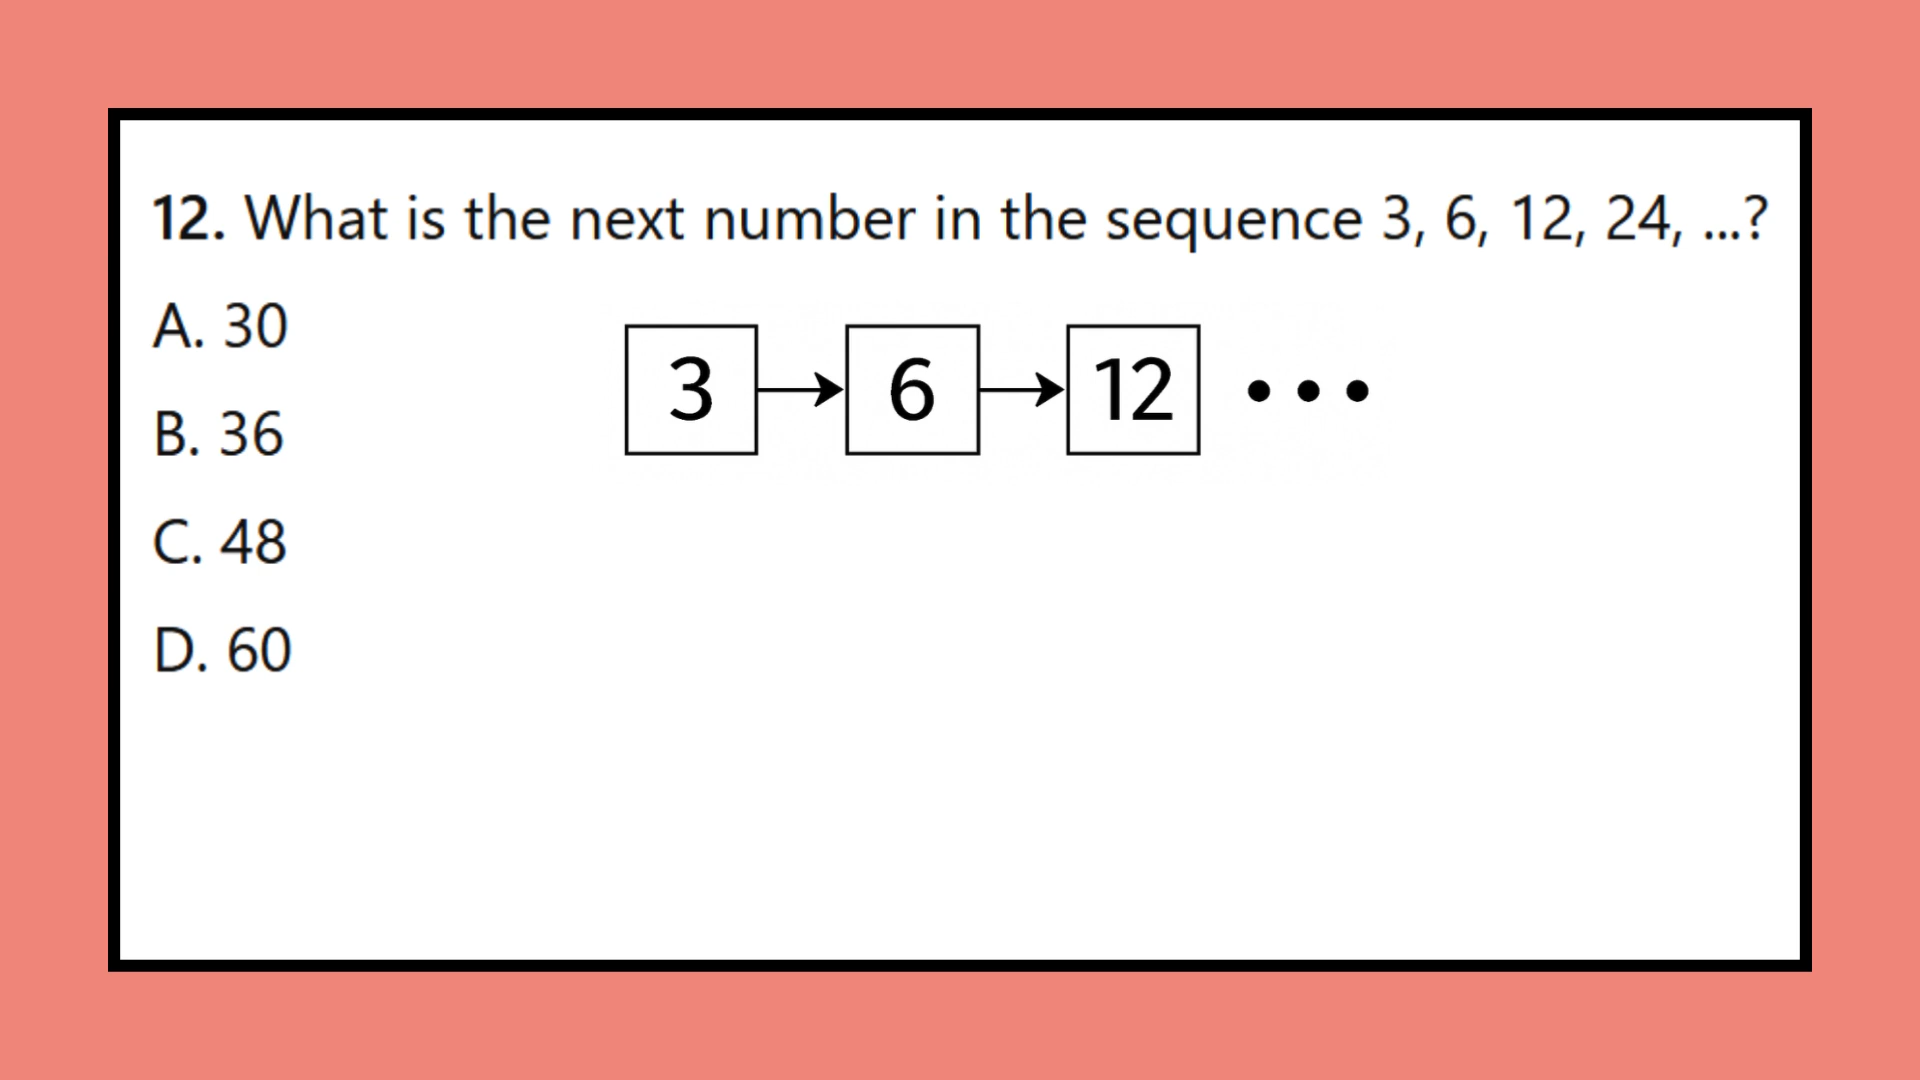 12. What is the next number in the sequence 3, 6, 12, 24, ...?
A. 30
B. 36
C. 48
D. 60
3 6 12 • • •